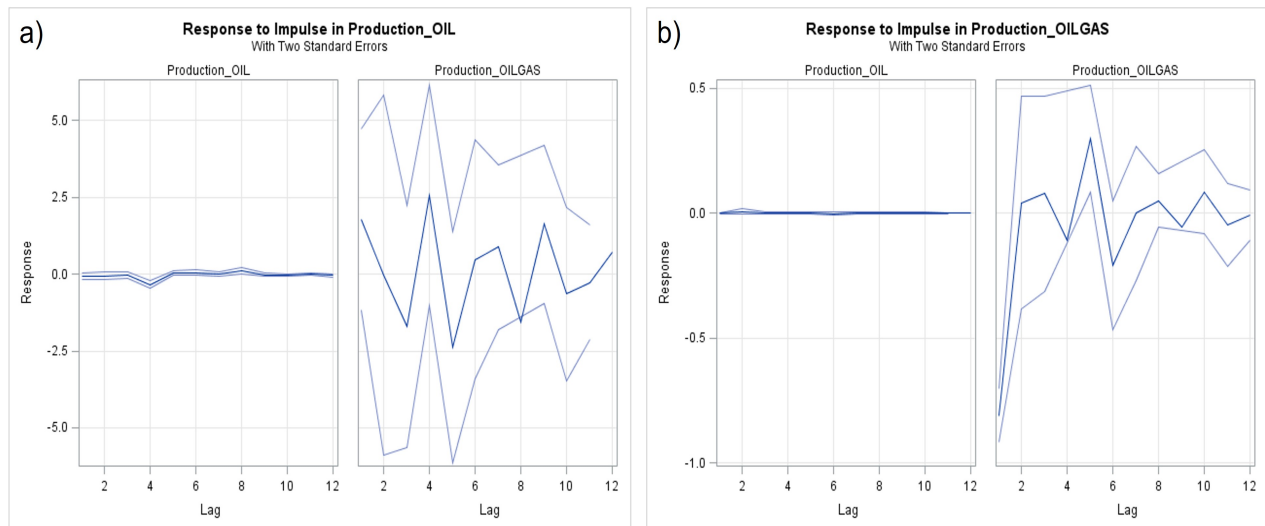 a)
Response to Impulse in Production_OIL
With Two Standard Errors
Production_OIL
Production_OILGAS
Response
5.0
2.5
0.0
-2.5
-5.0
2 4 6 8 10 12
2 4 6 8 10 12
Lag
Lag
b)
Response to Impulse in Production_OILGAS
With Two Standard Errors
Production_OIL
Production_OILGAS
Response
0.5
0.0
-0.5
-1.0
2 4 6 8 10 12
2 4 6 8 10 12
Lag
Lag